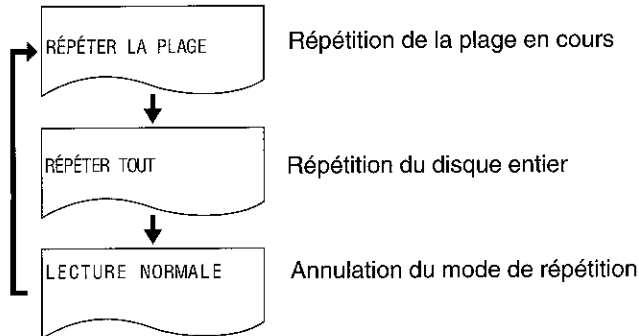 RÉPÉTER LA PLAGE Répétition de la plage en cours
RÉPÉTER TOUT Répétition du disque entier
LECTURE NORMALE Annulation du mode de répétition